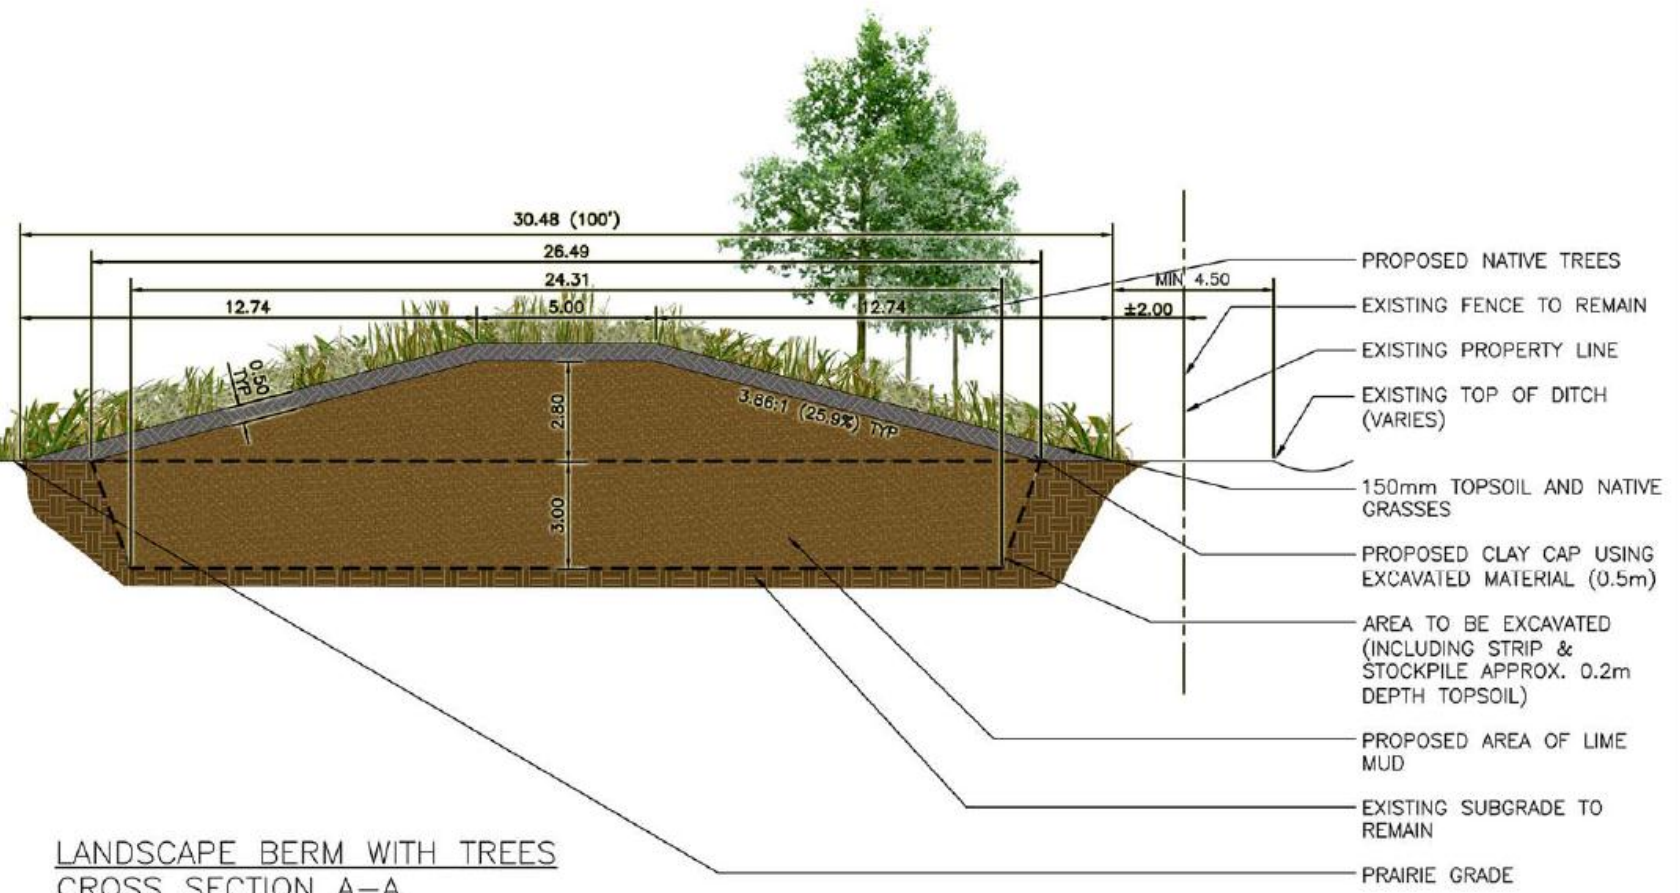 30.48 (100')
26.49
24.31
12.74
5.00
12.74
MIN 4.50
±2.00
0.50
TYP
2.80
3.86:1 (25.9%) TYP
3.00
PROPOSED NATIVE TREES
EXISTING FENCE TO REMAIN
EXISTING PROPERTY LINE
EXISTING TOP OF DITCH
(VARIES)
150mm TOPSOIL AND NATIVE
GRASSES
PROPOSED CLAY CAP USING
EXCAVATED MATERIAL (0.5m)
AREA TO BE EXCAVATED
(INCLUDING STRIP &
STOCKPILE APPROX. 0.2m
DEPTH TOPSOIL)
PROPOSED AREA OF LIME
MUD
EXISTING SUBGRADE TO
REMAIN
PRAIRIE GRADE
LANDSCAPE BERM WITH TREES
CROSS SECTION A-A